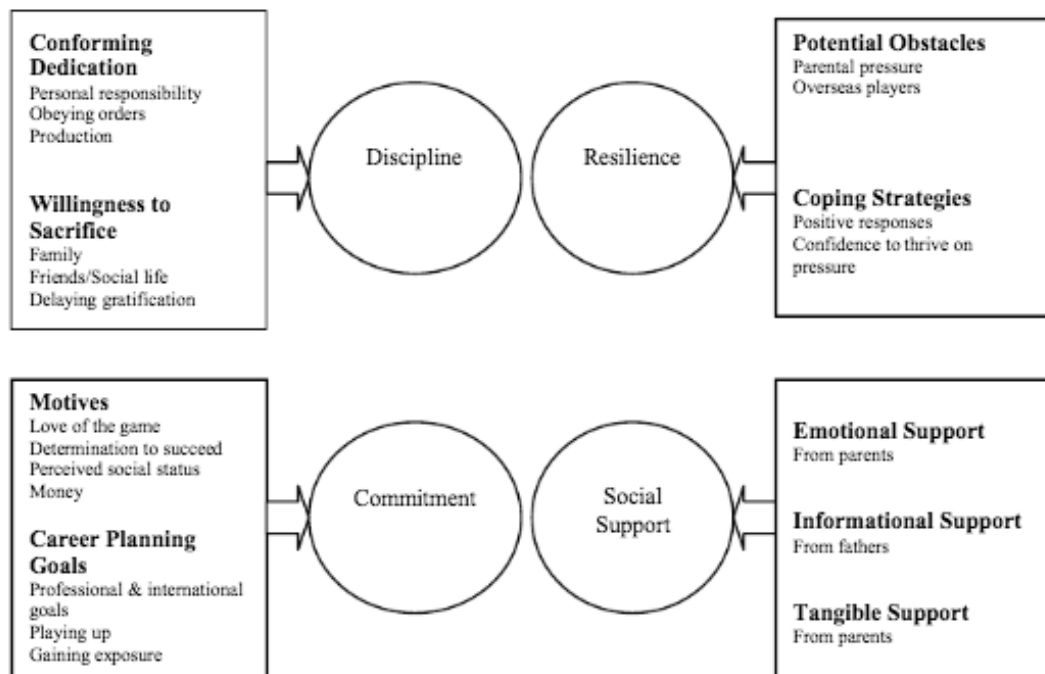 Conforming
Dedication
Personal responsibility
Obeying orders
Production
Willingness to
Sacrifice
Family
Friends/Social life
Delaying gratification
Discipline
Resilience
Potential Obstacles
Parental pressure
Overseas players
Coping Strategies
Positive responses
Confidence to thrive on
pressure
Motives
Love of the game
Determination to succeed
Perceived social status
Money
Career Planning
Goals
Professional & international
goals
Playing up
Gaining exposure
Commitment
Social
Support
Emotional Support
From parents
Informational Support
From fathers
Tangible Support
From parents